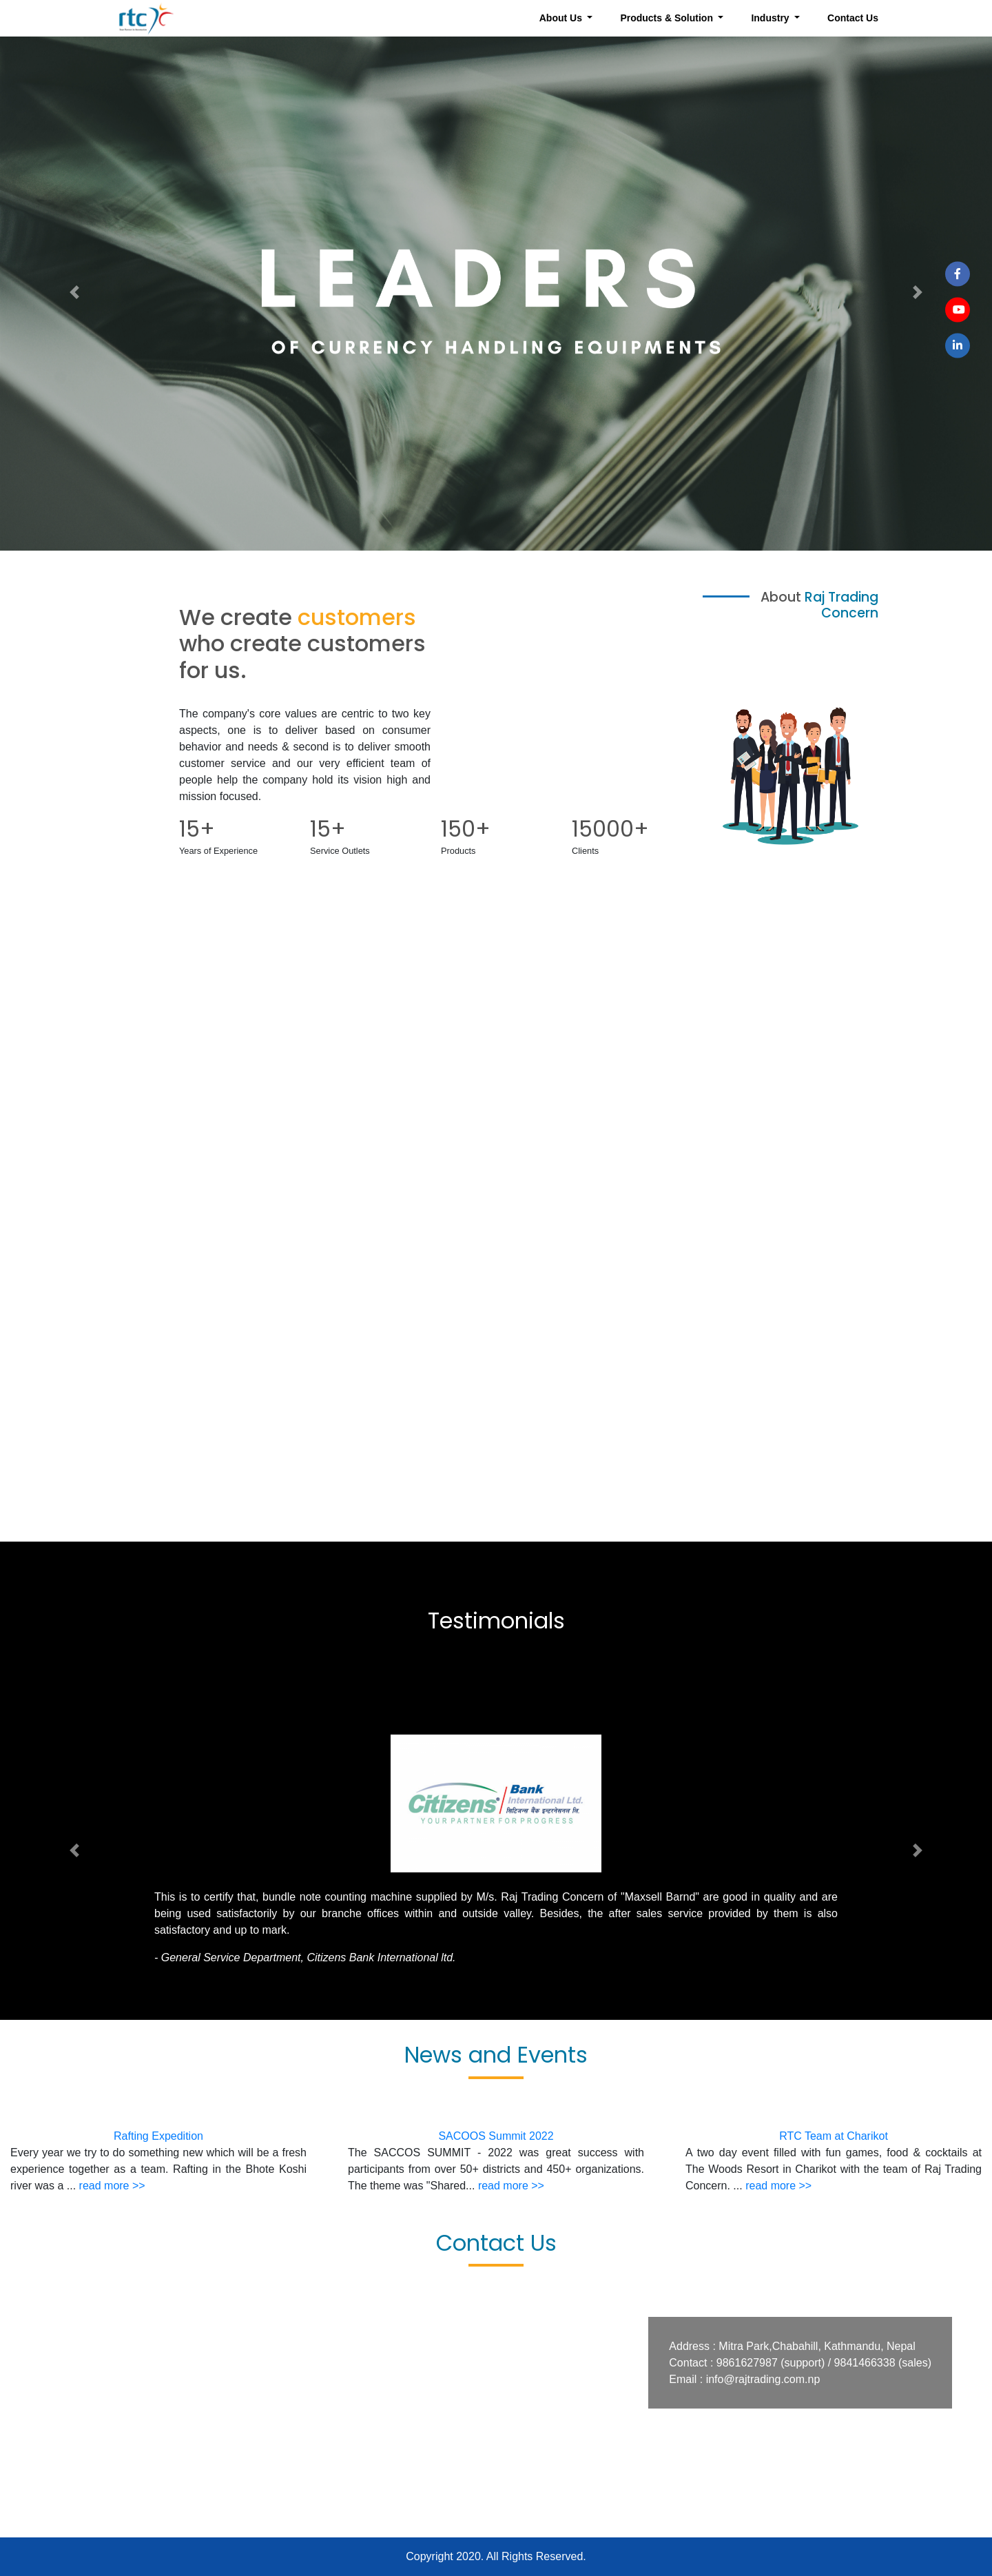 rtc
About Us
Products & Solution
Industry
Contact Us
LEADERS
OF CURRENCY HANDLING EQUIPMENTS
About Raj Trading
Concern
We create customers
who create customers
for us.
The company's core values are centric to two key
aspects, one is to deliver based on consumer
behavior and needs & second is to deliver smooth
customer service and our very efficient team of
people help the company hold its vision high and
mission focused.
15+
Years of Experience
15+
Service Outlets
150+
Products
15000+
Clients
Testimonials
Citizens Bank
International Ltd.
सिटिजन्स बैंक इन्टरनेसनल लि.
YOUR PARTNER FOR PROGRESS
This is to certify that, bundle note counting machine supplied by M/s. Raj Trading Concern of "Maxsell Barnd" are good in quality and are
being used satisfactorily by our branche offices within and outside valley. Besides, the after sales service provided by them is also
satisfactory and up to mark.
- General Service Department, Citizens Bank International ltd.
News and Events
Rafting Expedition
Every year we try to do something new which will be a fresh
experience together as a team. Rafting in the Bhote Koshi
river was a ... read more >>
SACOOS Summit 2022
The SACCOS SUMMIT - 2022 was great success with
participants from over 50+ districts and 450+ organizations.
The theme was "Shared... read more >>
RTC Team at Charikot
A two day event filled with fun games, food & cocktails at
The Woods Resort in Charikot with the team of Raj Trading
Concern. ... read more >>
Contact Us
Address : Mitra Park,Chabahill, Kathmandu, Nepal
Contact : 9861627987 (support) / 9841466338 (sales)
Email : info@rajtrading.com.np
Copyright 2020. All Rights Reserved.